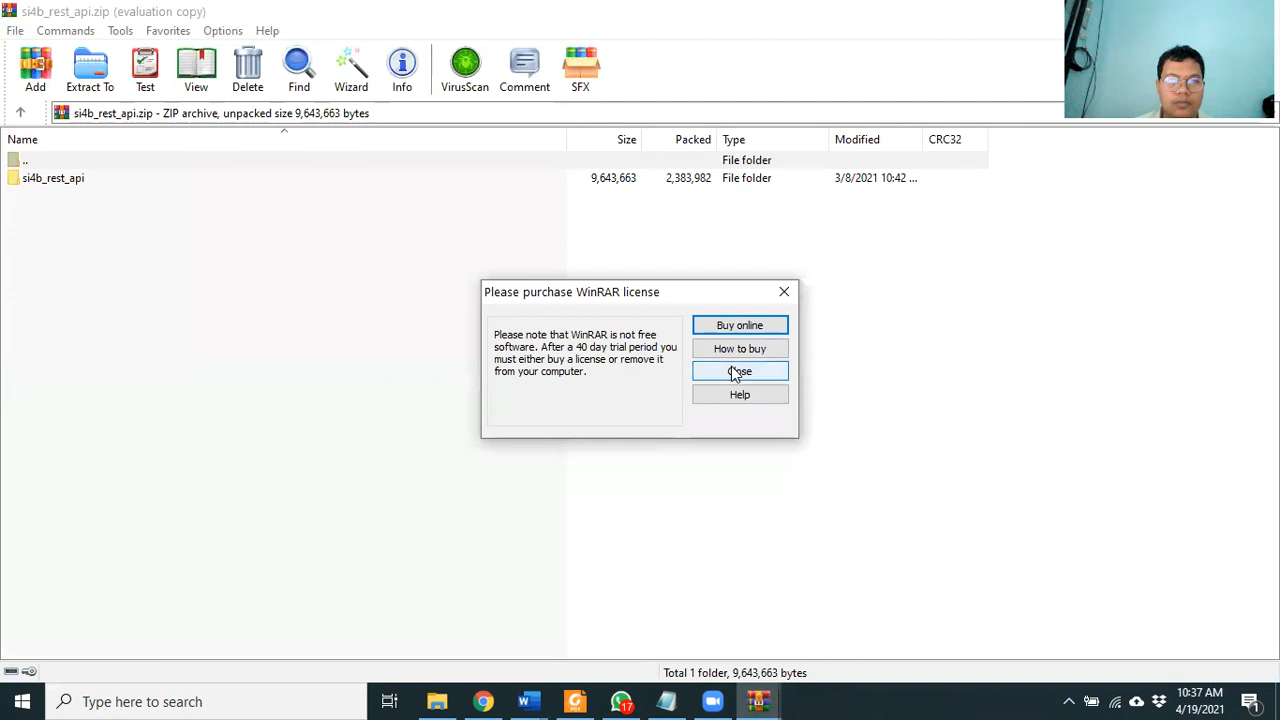 si4b_rest_api.zip (evaluation copy)
File Commands Tools Favorites Options Help
Add Extract To Test View Delete Find Wizard Info VirusScan Comment SFX
si4b_rest_api.zip - ZIP archive, unpacked size 9,643,663 bytes
Name Size Packed Type Modified CRC32
.. File folder
si4b_rest_api 9,643,663 2,383,982 File folder 3/8/2021 10:42 ...
Please purchase WinRAR license
Please note that WinRAR is not free
software. After a 40 day trial period you
must either buy a license or remove it
from your computer.
Buy online
How to buy
Close
Help
Total 1 folder, 9,643,663 bytes
Type here to search
17
10:37 AM
4/19/2021
1